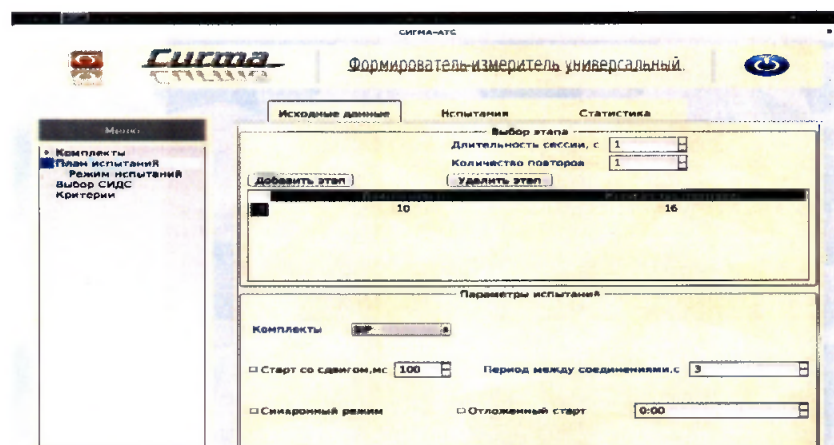 СИГМА-АТС
Сигма
Формирователь-измеритель универсальный
Исходные данные Испытания Статистика
Меню
Комплекты
План испытаний
Режим испытаний
Выбор СИДС
Критерии
Выбор этапа
Длительность сессии, с 1
Количество повторов 1
Добавить этап Удалить этап
10 16
Параметры испытаний
Комплекты SIP
Старт со сдвигом,мс 100 Период между соединениями,с 3
Синхронный режим Отложенный старт 0:00